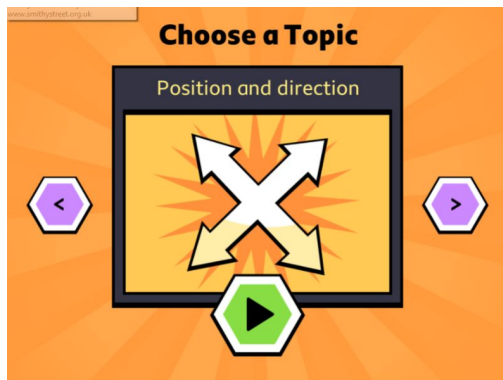 www.smithystreet.org.uk
Choose a Topic
Position and direction
< >